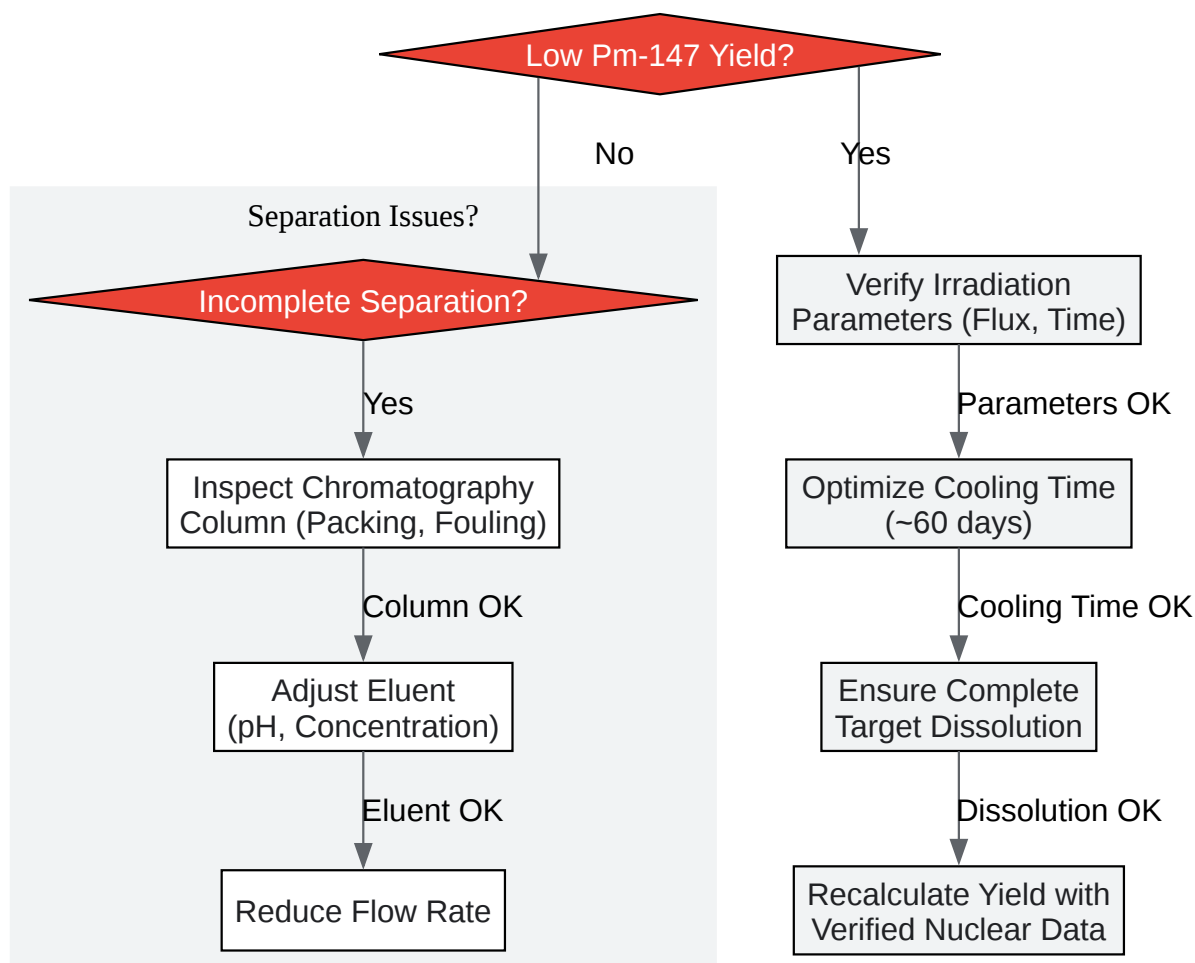 Low Pm-147 Yield?
No
Yes
Separation Issues?
Incomplete Separation?
Yes
Inspect Chromatography
Column (Packing, Fouling)
Column OK
Adjust Eluent
(pH, Concentration)
Eluent OK
Reduce Flow Rate
Verify Irradiation
Parameters (Flux, Time)
Parameters OK
Optimize Cooling Time
(~60 days)
Cooling Time OK
Ensure Complete
Target Dissolution
Dissolution OK
Recalculate Yield with
Verified Nuclear Data